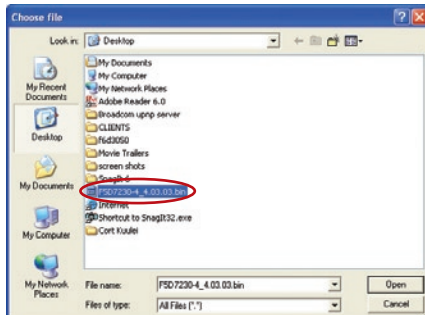 Choose file
Look in: Desktop
My Recent
Documents
Desktop
My Documents
My Computer
My Network
Places
My Documents
My Computer
My Network Places
Adobe Reader 6.0
Broadcom upnp server
CLIENTS
f6d3050
Movie Trailers
screen shots
SnagIt 6
F5D7230-4_4.03.03.bin
Internet
Shortcut to SnagIt32.exe
Cort Kuulei
File name: F5D7230-4_4.03.03.bin Open
Files of type: All Files (*.*) Cancel